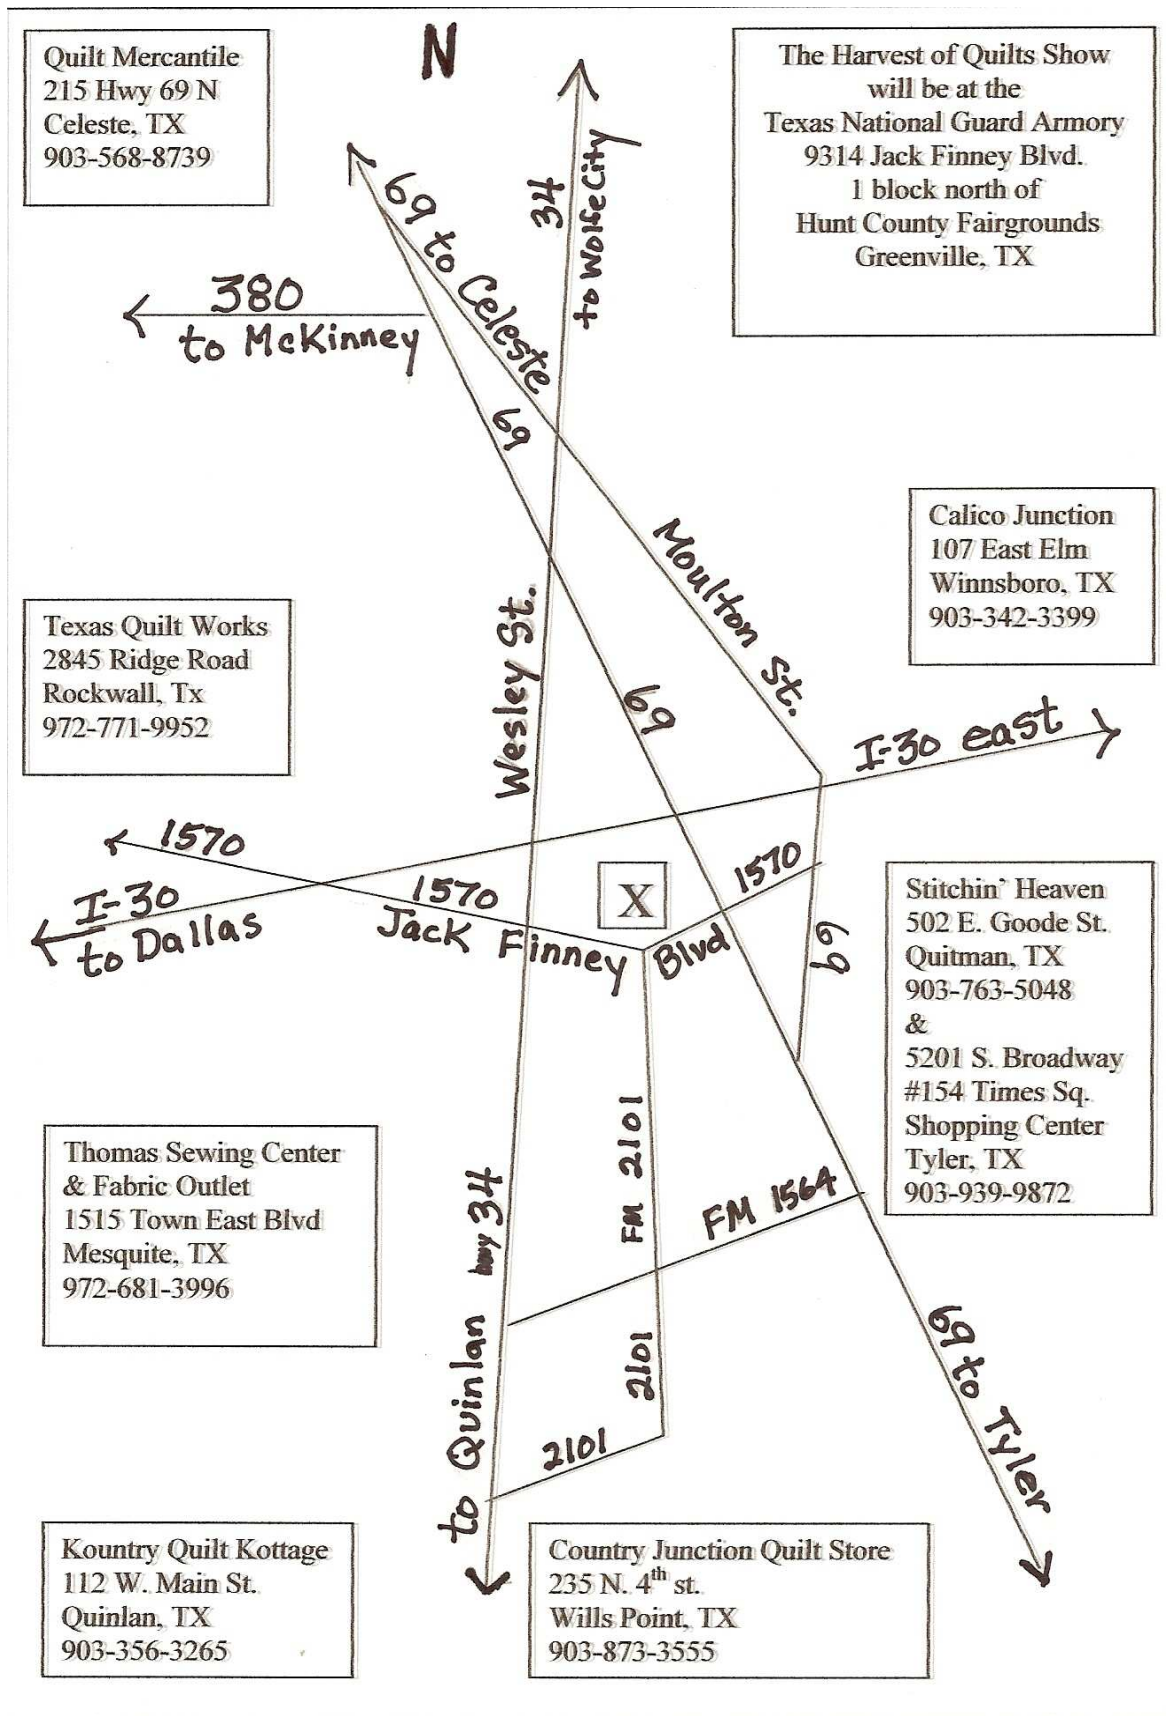 Quilt Mercantile
215 Hwy 69 N
Celeste, TX
903-568-8739
N
The Harvest of Quilts Show
will be at the
Texas National Guard Armory
9314 Jack Finney Blvd.
1 block north of
Hunt County Fairgrounds
Greenville, TX
34
to Wolfe City
69 to Celeste
380
to McKinney
69
Moulton St.
Calico Junction
107 East Elm
Winnsboro, TX
903-342-3399
Texas Quilt Works
2845 Ridge Road
Rockwall, Tx
972-771-9952
Wesley St.
69
I-30 east
1570
I-30
to Dallas
1570
Jack Finney Blvd
X
1570
69
Stitchin' Heaven
502 E. Goode St.
Quitman, TX
903-763-5048
&
5201 S. Broadway
#154 Times Sq.
Shopping Center
Tyler, TX
903-939-9872
Thomas Sewing Center
& Fabric Outlet
1515 Town East Blvd
Mesquite, TX
972-681-3996
FM 2101
FM 1564
to Quinlan hwy 34
2101
2101
69 to Tyler
Kountry Quilt Kottage
112 W. Main St.
Quinlan, TX
903-356-3265
Country Junction Quilt Store
235 N. 4th st.
Wills Point, TX
903-873-3555